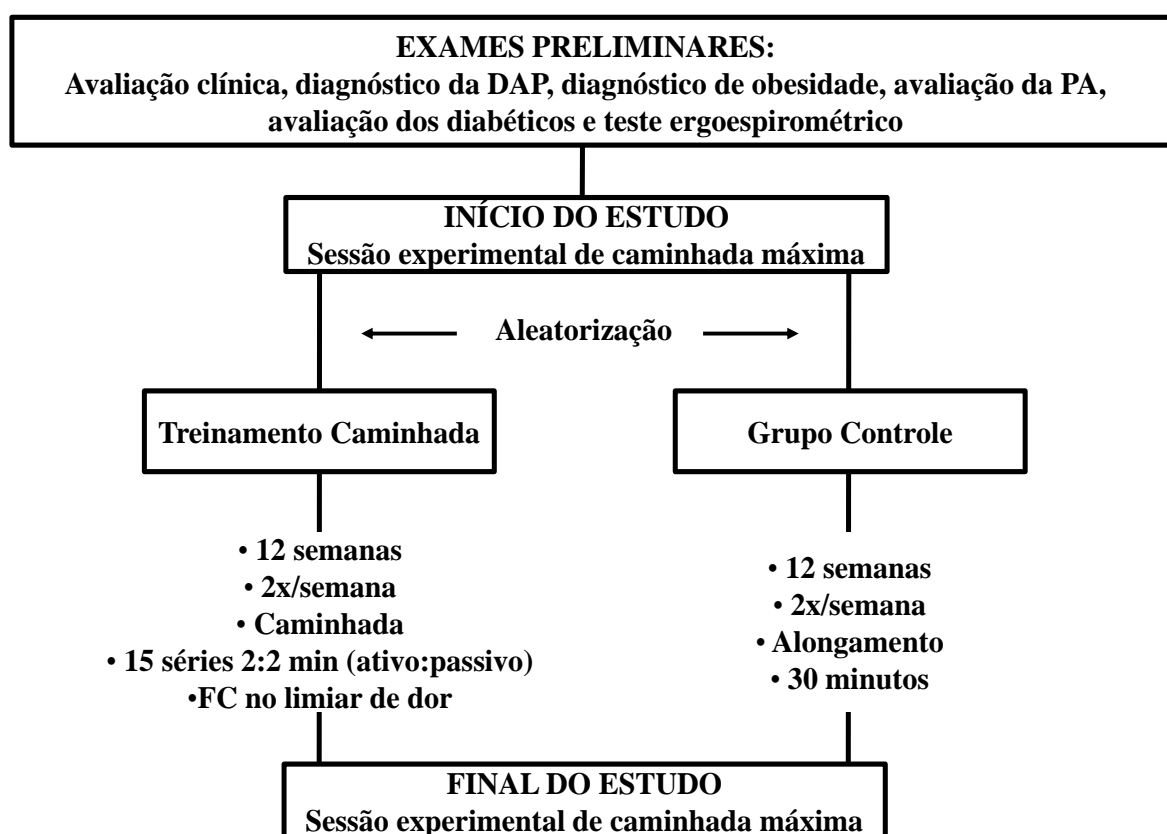 EXAMES PRELIMINARES:
Avaliação clínica, diagnóstico da DAP, diagnóstico de obesidade, avaliação da PA,
avaliação dos diabéticos e teste ergoespirométrico
INÍCIO DO ESTUDO
Sessão experimental de caminhada máxima
Aleatorização
Treinamento Caminhada
Grupo Controle
• 12 semanas
• 2x/semana
• Caminhada
• 15 séries 2:2 min (ativo:passivo)
•FC no limiar de dor
• 12 semanas
• 2x/semana
• Alongamento
• 30 minutos
FINAL DO ESTUDO
Sessão experimental de caminhada máxima